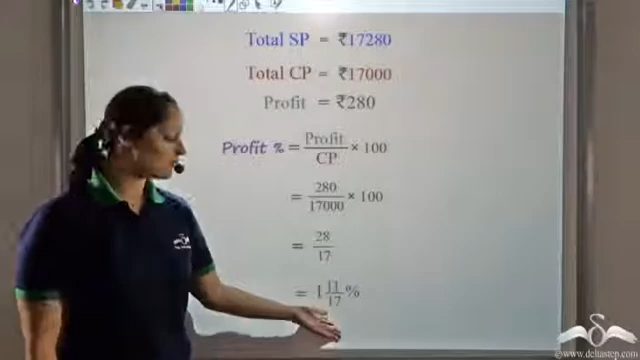 Total SP = ₹17280
Total CP = ₹17000
Profit = ₹280
Profit % = Profit/CP × 100
= 280/17000 × 100
= 28/17
= 1 11/17 %
©www.deltastep.com